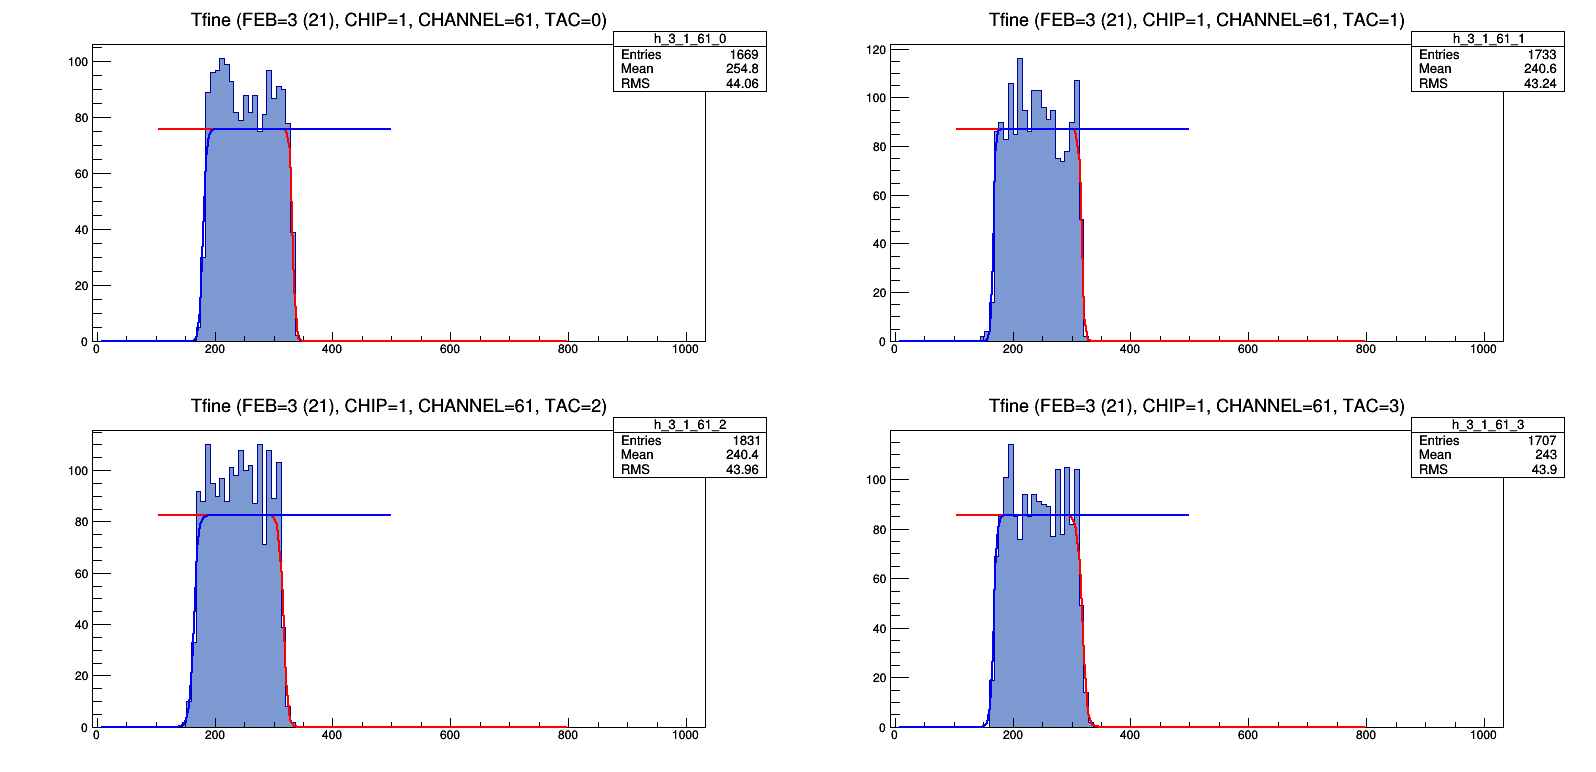 Tfine (FEB=3 (21), CHIP=1, CHANNEL=61, TAC=0)
h_3_1_61_0
Entries 1669
Mean 254.8
RMS 44.06
100
80
60
40
20
0
0 200 400 600 800 1000
Tfine (FEB=3 (21), CHIP=1, CHANNEL=61, TAC=1)
h_3_1_61_1
Entries 1733
Mean 240.6
RMS 43.24
120
100
80
60
40
20
0
0 200 400 600 800 1000
Tfine (FEB=3 (21), CHIP=1, CHANNEL=61, TAC=2)
h_3_1_61_2
Entries 1831
Mean 240.4
RMS 43.96
100
80
60
40
20
0
0 200 400 600 800 1000
Tfine (FEB=3 (21), CHIP=1, CHANNEL=61, TAC=3)
h_3_1_61_3
Entries 1707
Mean 243
RMS 43.9
100
80
60
40
20
0
0 200 400 600 800 1000